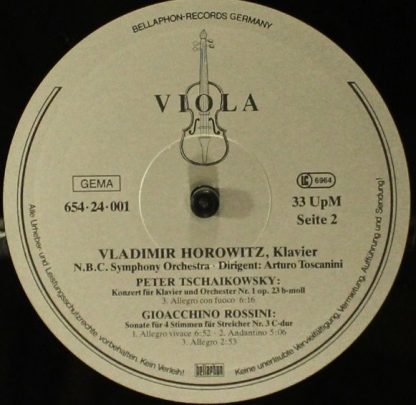 BELLAPHON-RECORDS GERMANY
VIOLA
GEMA
LC 6964
654·24·001
33 UpM
Seite 2
VLADIMIR HOROWITZ, Klavier
N.B.C. Symphony Orchestra · Dirigent: Arturo Toscanini
PETER TSCHAIKOWSKY:
Konzert für Klavier und Orchester Nr. 1 op. 23 b-moll
3. Allegro con fuoco 6:16
GIOACCHINO ROSSINI:
Sonate für 4 Stimmen für Streicher Nr. 3 C-dur
1. Allegro vivace 6:52 · 2. Andantino 5:06
3. Allegro 2:53
bellaphon
Alle Urheber und Leistungsschutzrechte vorbehalten. Kein Verleih! Keine unerlaubte Vervielfältigung, Vermietung, Aufführung und Sendung!